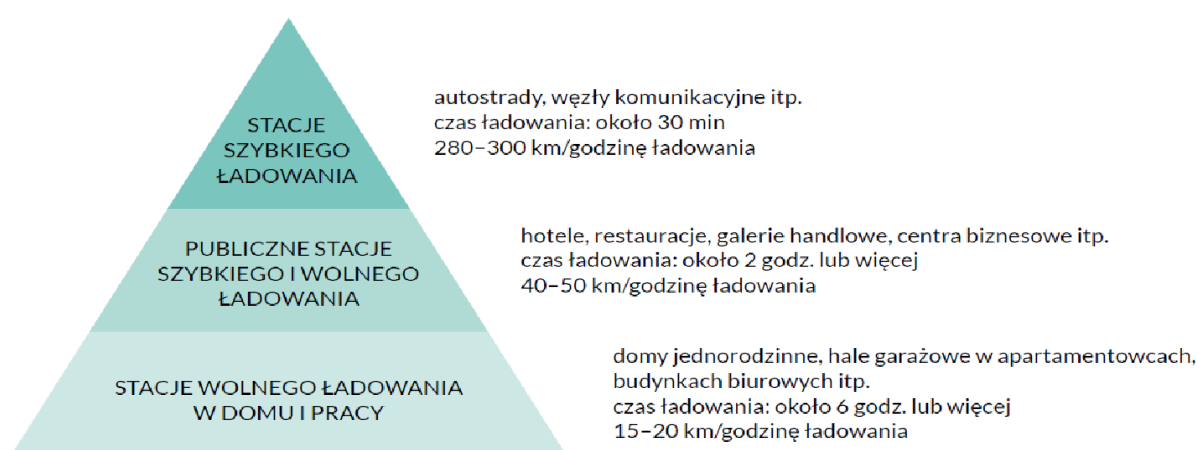 STACJE
SZYBKIEGO
ŁADOWANIA
autostrady, węzły komunikacyjne itp.
czas ładowania: około 30 min
280–300 km/godzinę ładowania
PUBLICZNE STACJE
SZYBKIEGO I WOLNEGO
ŁADOWANIA
hotele, restauracje, galerie handlowe, centra biznesowe itp.
czas ładowania: około 2 godz. lub więcej
40–50 km/godzinę ładowania
STACJE WOLNEGO ŁADOWANIA
W DOMU I PRACY
domy jednorodzinne, hale garażowe w apartamentowcach,
budynkach biurowych itp.
czas ładowania: około 6 godz. lub więcej
15–20 km/godzinę ładowania